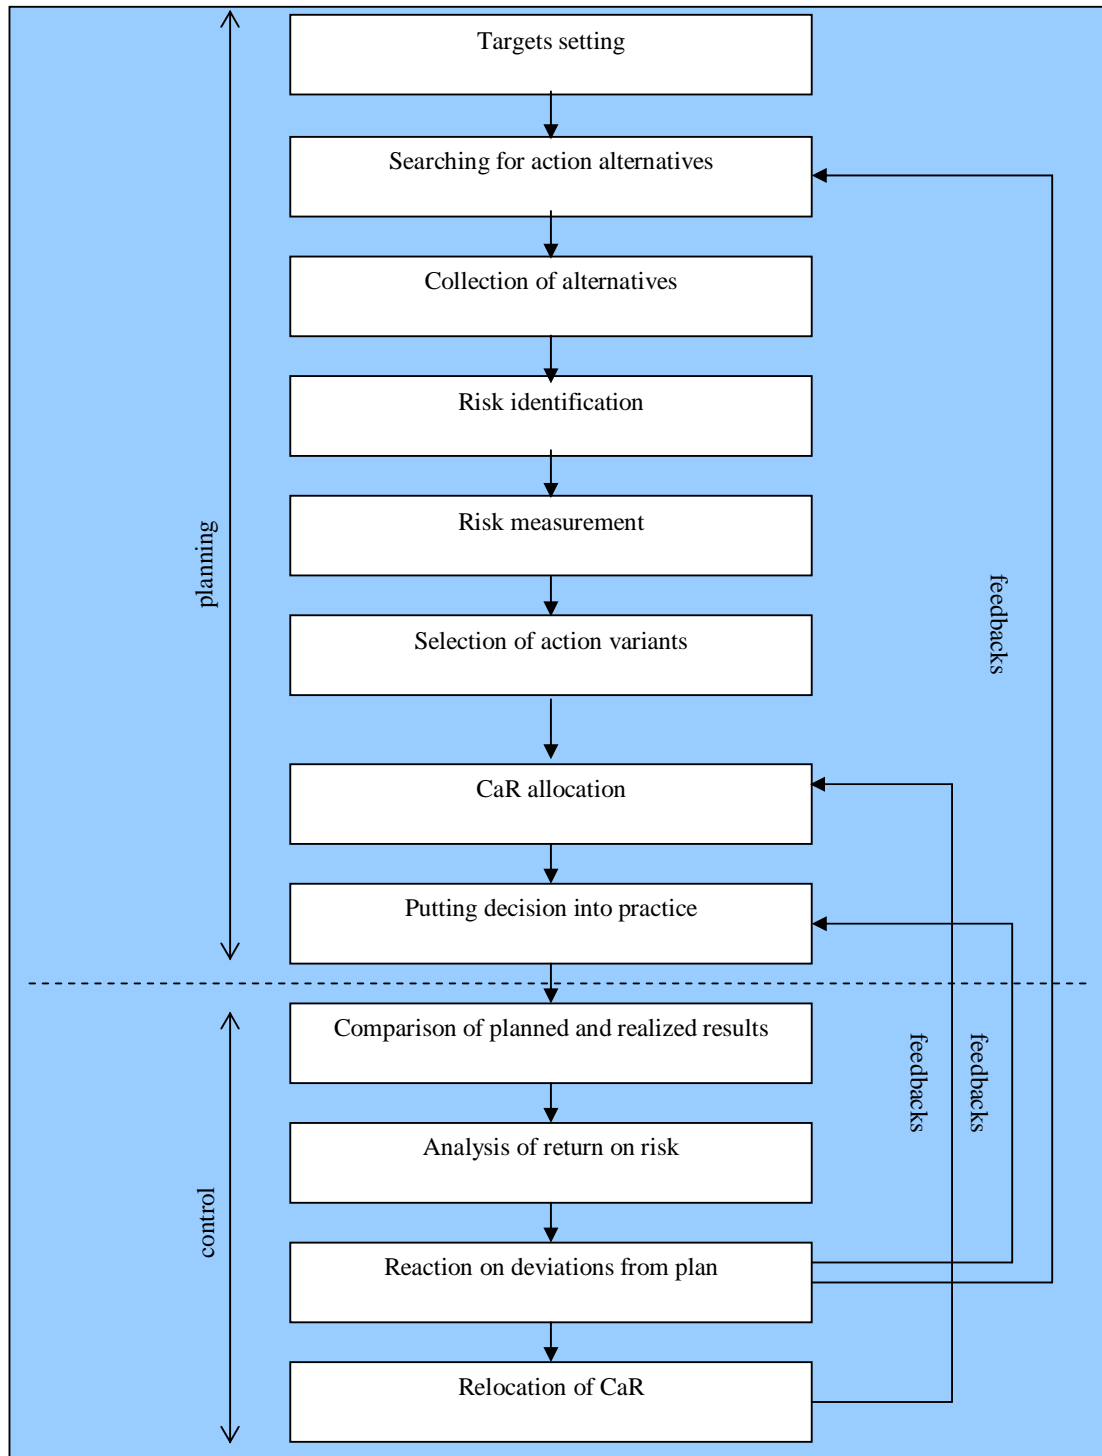 Targets setting
Searching for action alternatives
Collection of alternatives
Risk identification
Risk measurement
planning
feedbacks
Selection of action variants
CaR allocation
Putting decision into practice
Comparison of planned and realized results
feedbacks
feedbacks
Analysis of return on risk
control
Reaction on deviations from plan
Relocation of CaR